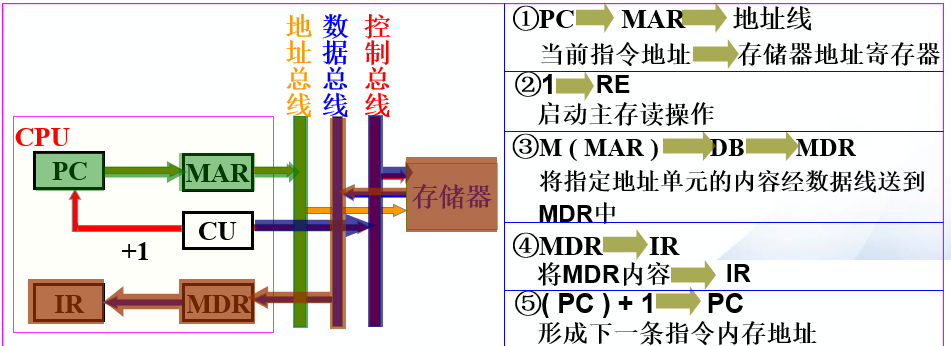 地址总线
数据总线
控制总线
CPU
PC
MAR
CU
+1
IR
MDR
存储器
①PC MAR 地址线
当前指令地址 存储器地址寄存器
②1 RE
启动主存读操作
③M ( MAR ) DB MDR
将指定地址单元的内容经数据线送到
MDR中
④MDR IR
将MDR内容 IR
⑤( PC ) + 1 PC
形成下一条指令内存地址